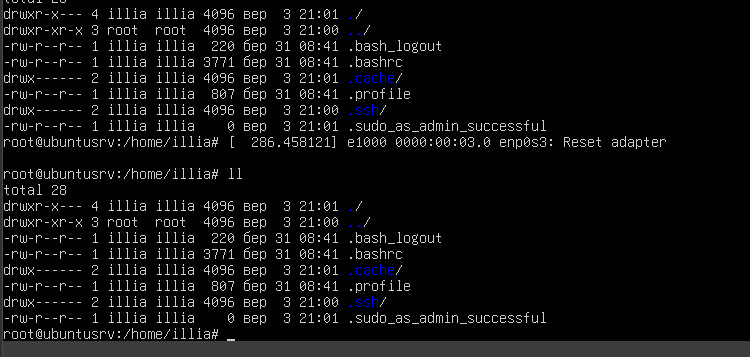 total 28
drwxr-x--- 4 illia illia 4096 вер  3 21:01 ./
drwxr-xr-x 3 root  root  4096 вер  3 21:00 ../
-rw-r--r-- 1 illia illia  220 бер 31 08:41 .bash_logout
-rw-r--r-- 1 illia illia 3771 бер 31 08:41 .bashrc
drwx------ 2 illia illia 4096 вер  3 21:01 .cache/
-rw-r--r-- 1 illia illia  807 бер 31 08:41 .profile
drwx------ 2 illia illia 4096 вер  3 21:00 .ssh/
-rw-r--r-- 1 illia illia    0 вер  3 21:01 .sudo_as_admin_successful
root@ubuntusrv:/home/illia# [  286.458121] e1000 0000:00:03.0 enp0s3: Reset adapter
root@ubuntusrv:/home/illia# ll
total 28
drwxr-x--- 4 illia illia 4096 вер  3 21:01 ./
drwxr-xr-x 3 root  root  4096 вер  3 21:00 ../
-rw-r--r-- 1 illia illia  220 бер 31 08:41 .bash_logout
-rw-r--r-- 1 illia illia 3771 бер 31 08:41 .bashrc
drwx------ 2 illia illia 4096 вер  3 21:01 .cache/
-rw-r--r-- 1 illia illia  807 бер 31 08:41 .profile
drwx------ 2 illia illia 4096 вер  3 21:00 .ssh/
-rw-r--r-- 1 illia illia    0 вер  3 21:01 .sudo_as_admin_successful
root@ubuntusrv:/home/illia# _